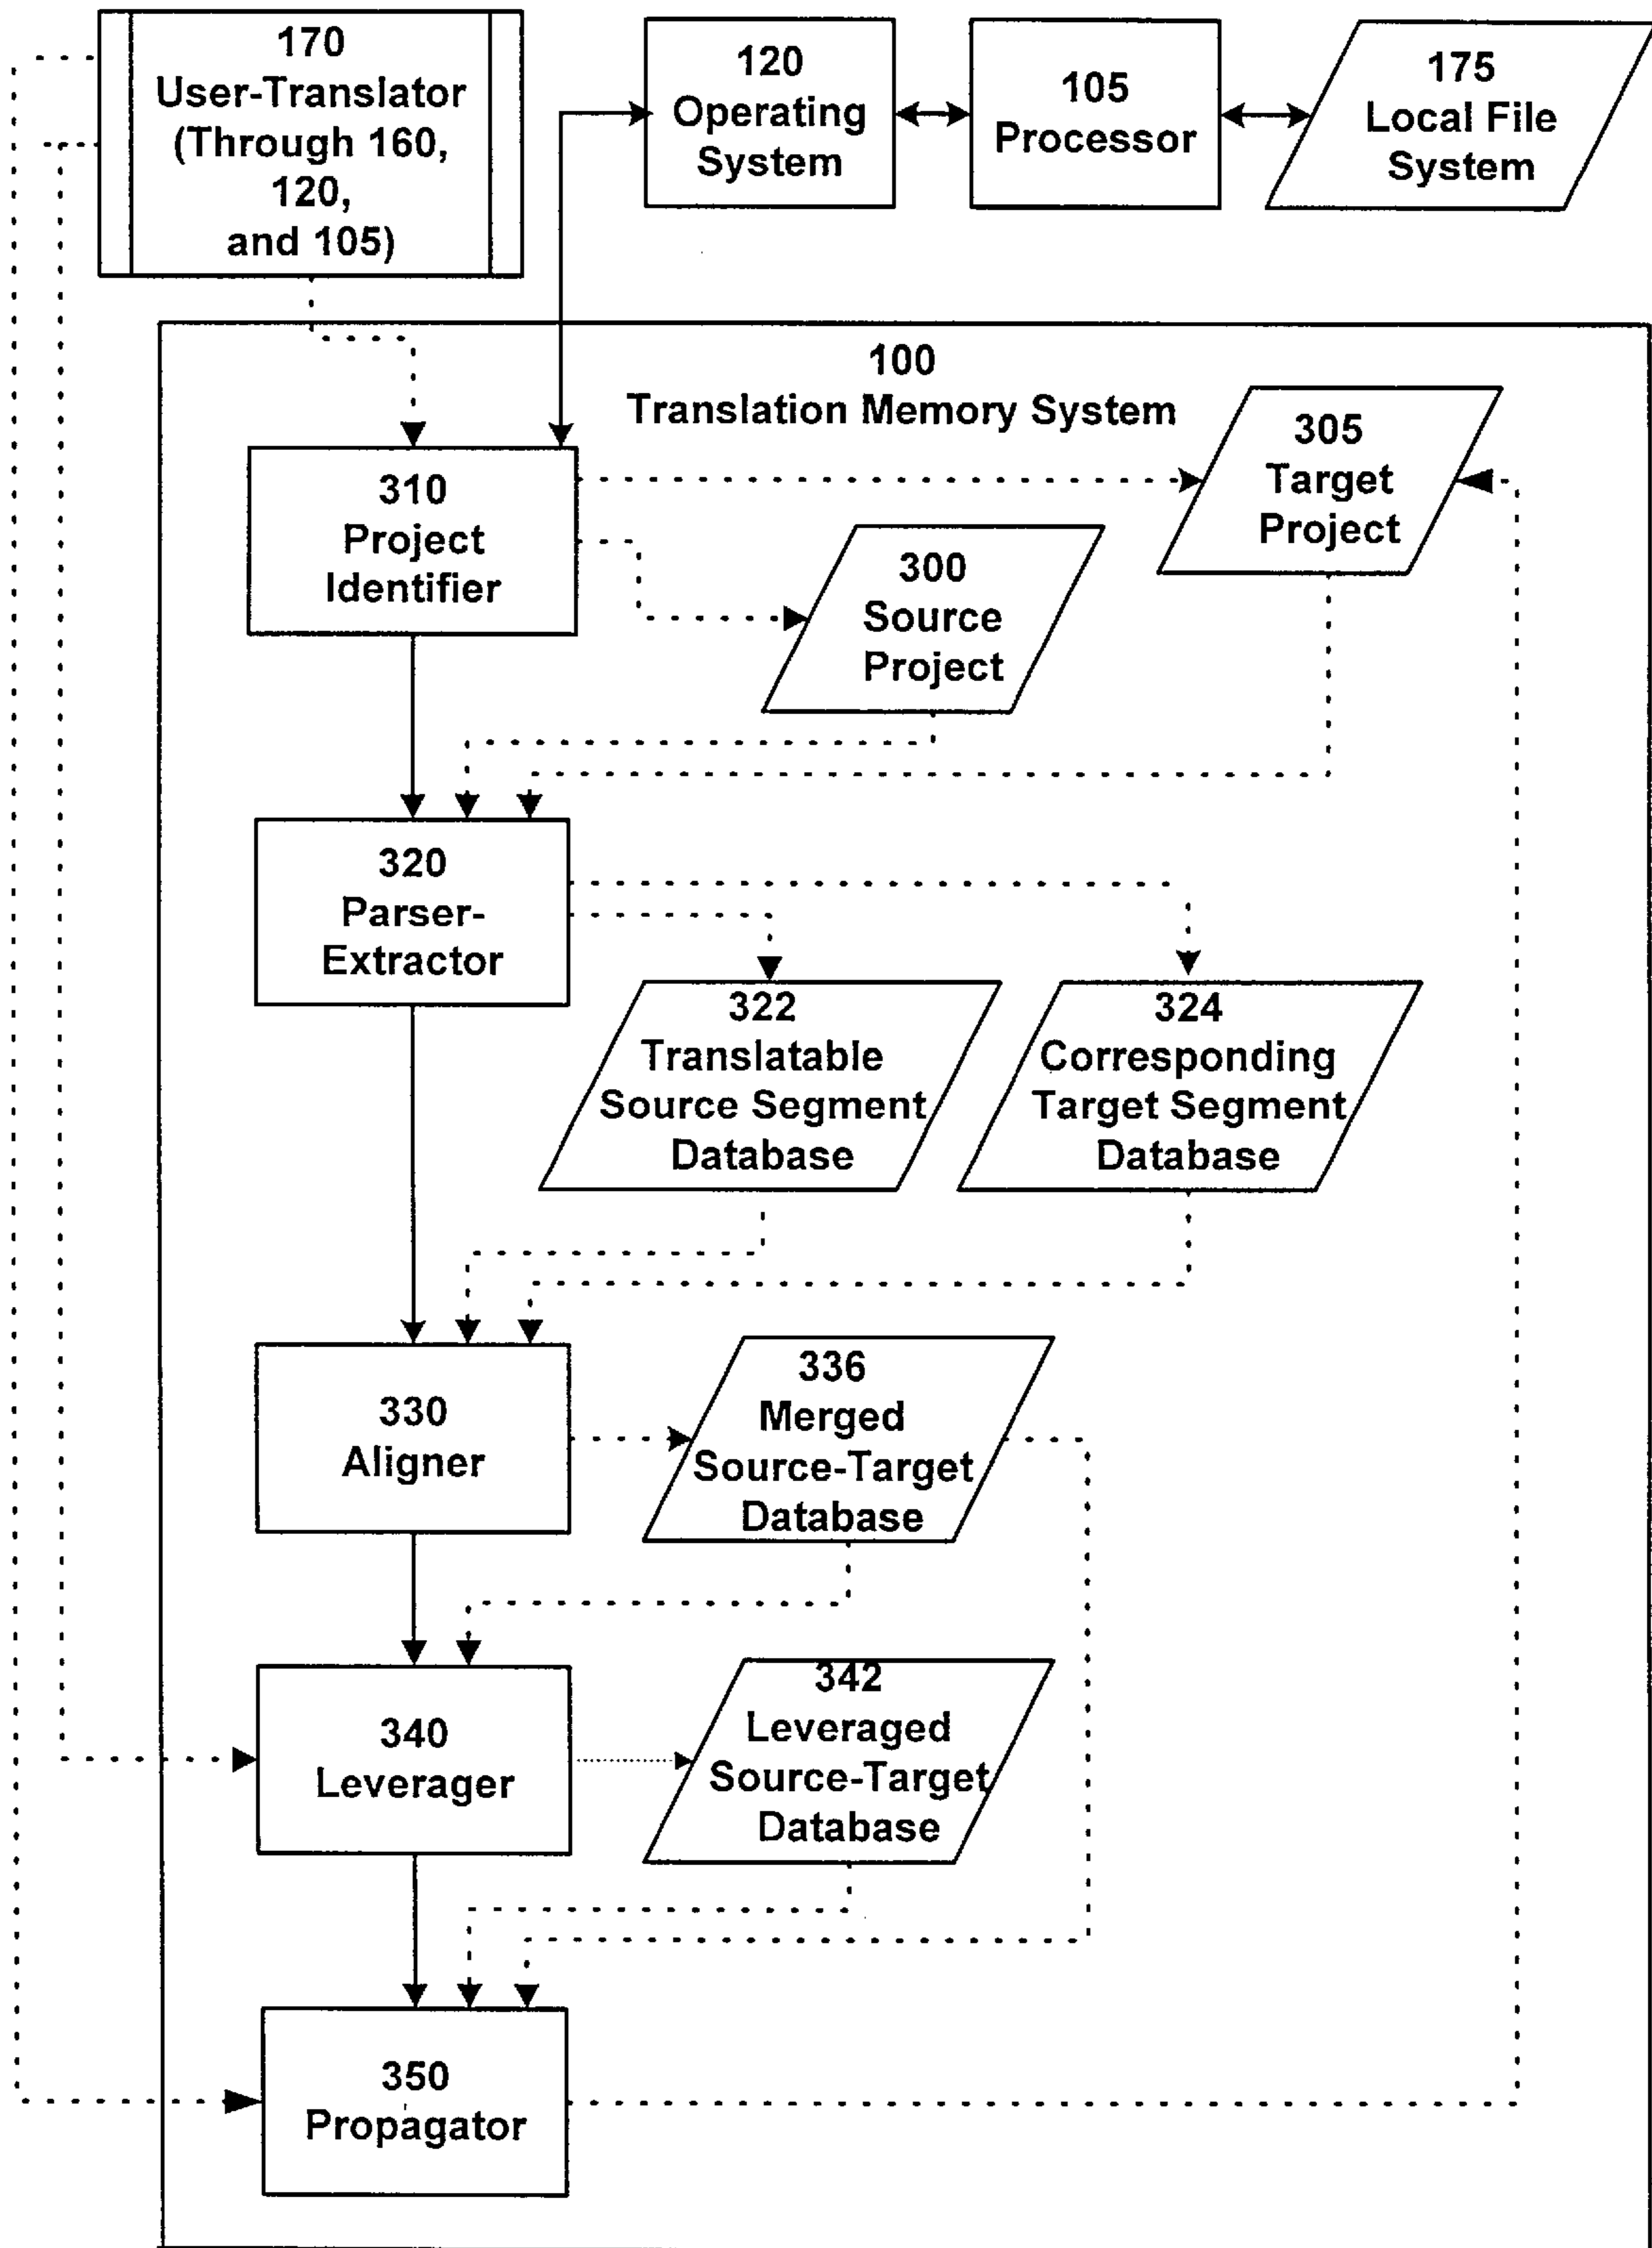 170
User-Translator
(Through 160,
120,
and 105)
120
Operating
System
105
Processor
175
Local File
System
100
Translation Memory System
305
Target
Project
310
Project
Identifier
300
Source
Project
320
Parser-
Extractor
322
Translatable
Source Segment
Database
324
Corresponding
Target Segment
Database
330
Aligner
336
Merged
Source-Target
Database
340
Leverager
342
Leveraged
Source-Target
Database
350
Propagator